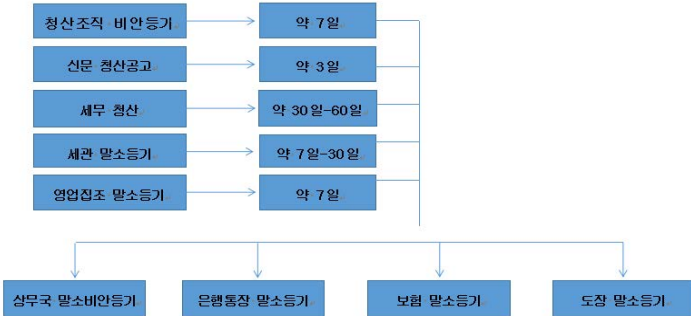 청산조직 비안등기
약 7일
신문 청산공고
약 3일
세무 청산
약 30일-60일
세관 말소등기
약 7일-30일
영업집조 말소등기
약 7일
상무국 말소비안등기
은행통장 말소등기
보험 말소등기
도장 말소등기